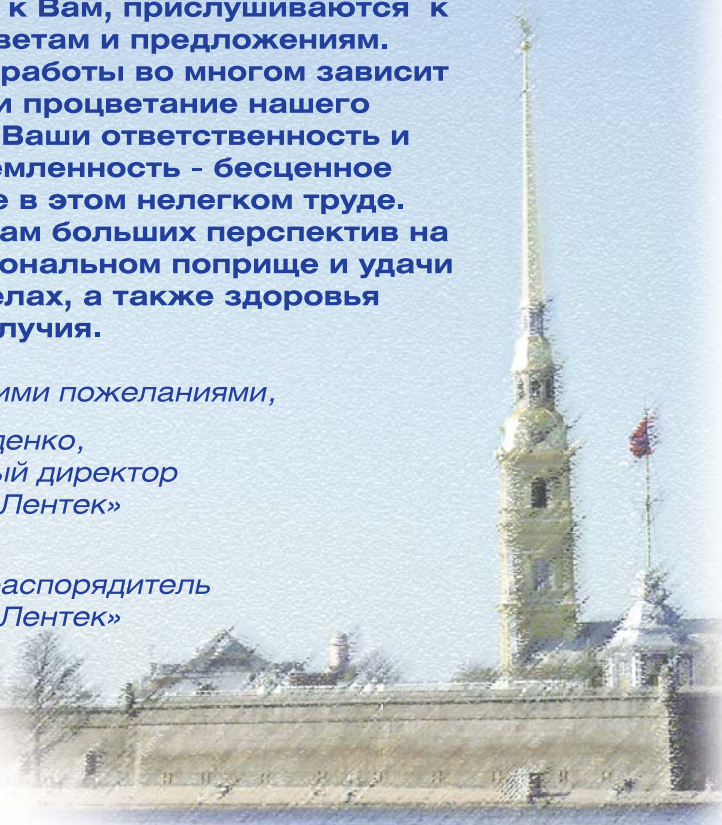 к Вам, прислушиваются к
ветам и предложениям.
работы во многом зависит
и процветание нашего
Ваши ответственность и
емленность - бесценное
е в этом нелегком труде.
ам больших перспектив на
ональном поприще и удачи
елах, а также здоровья
лучия.
ими пожеланиями,
денко,
ый директор
Лентек»
аспорядитель
Лентек»